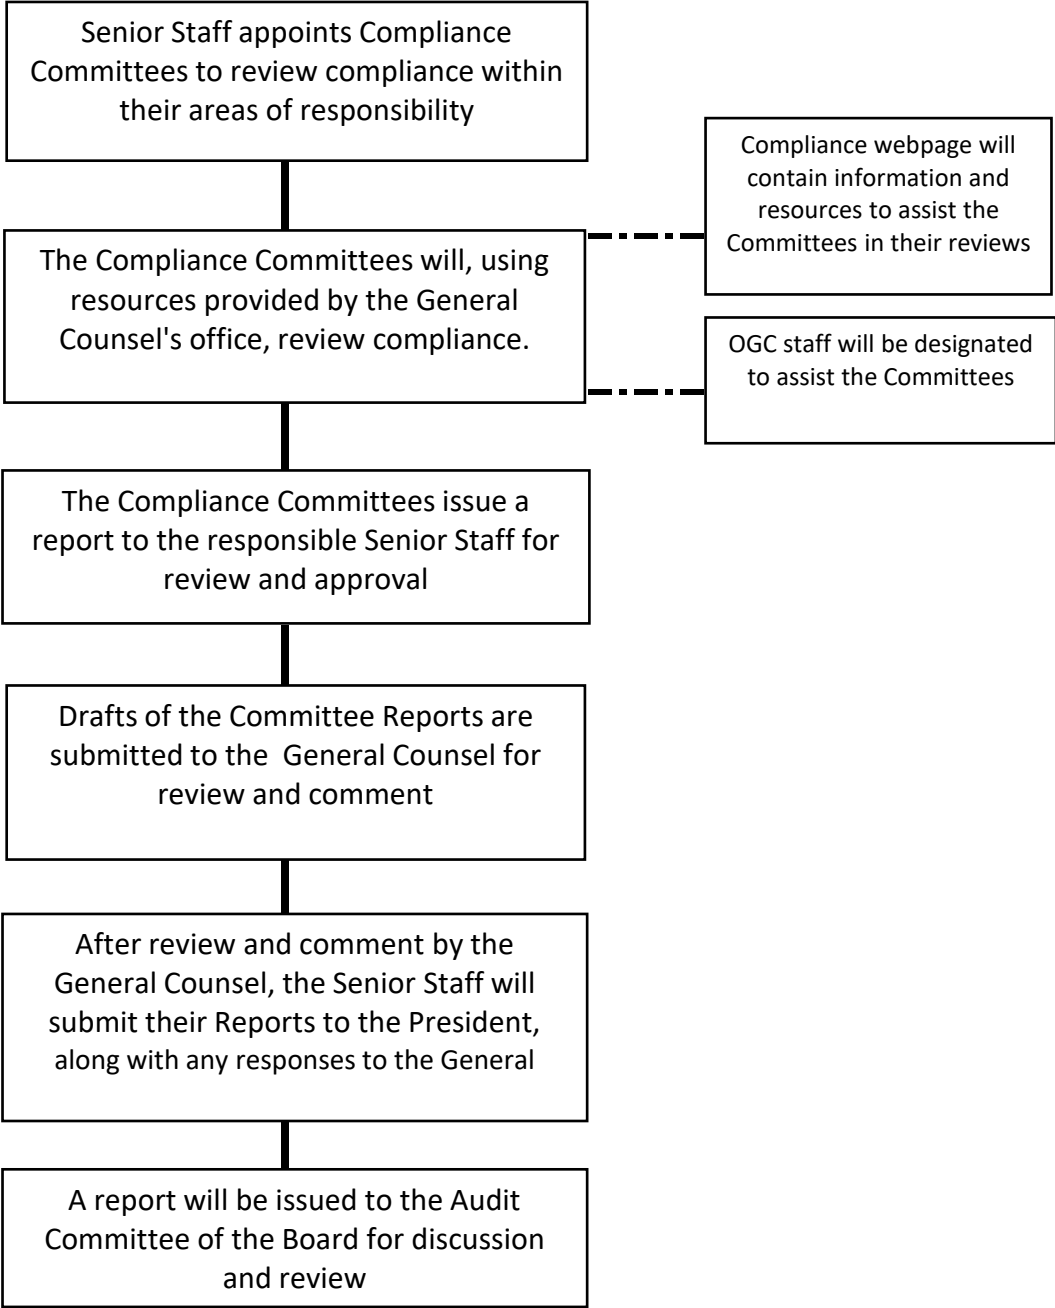 Senior Staff appoints Compliance
Committees to review compliance within
their areas of responsibility
Compliance webpage will
contain information and
resources to assist the
Committees in their reviews
The Compliance Committees will, using
resources provided by the General
Counsel's office, review compliance.
OGC staff will be designated
to assist the Committees
The Compliance Committees issue a
report to the responsible Senior Staff for
review and approval
Drafts of the Committee Reports are
submitted to the  General Counsel for
review and comment
After review and comment by the
General Counsel, the Senior Staff will
submit their Reports to the President,
along with any responses to the General
A report will be issued to the Audit
Committee of the Board for discussion
and review